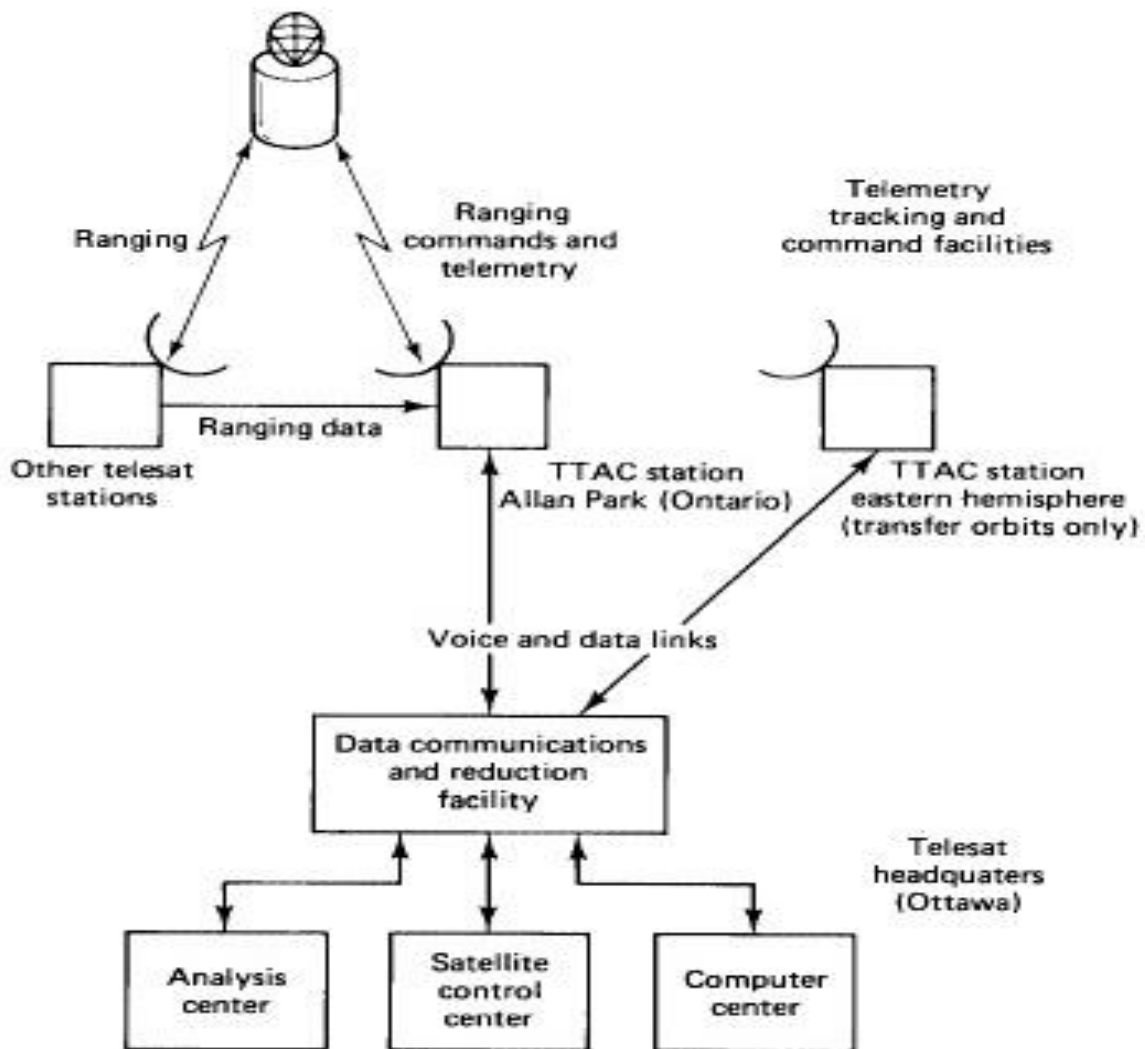 Ranging
Ranging
commands and
telemetry
Telemetry
tracking and
command facilities
Ranging data
Other telesat
stations
TTAC station
Allan Park (Ontario)
TTAC station
eastern hemisphere
(transfer orbits only)
Voice and data links
Data communications
and reduction
facility
Telesat
headquaters
(Ottawa)
Analysis
center
Satellite
control
center
Computer
center